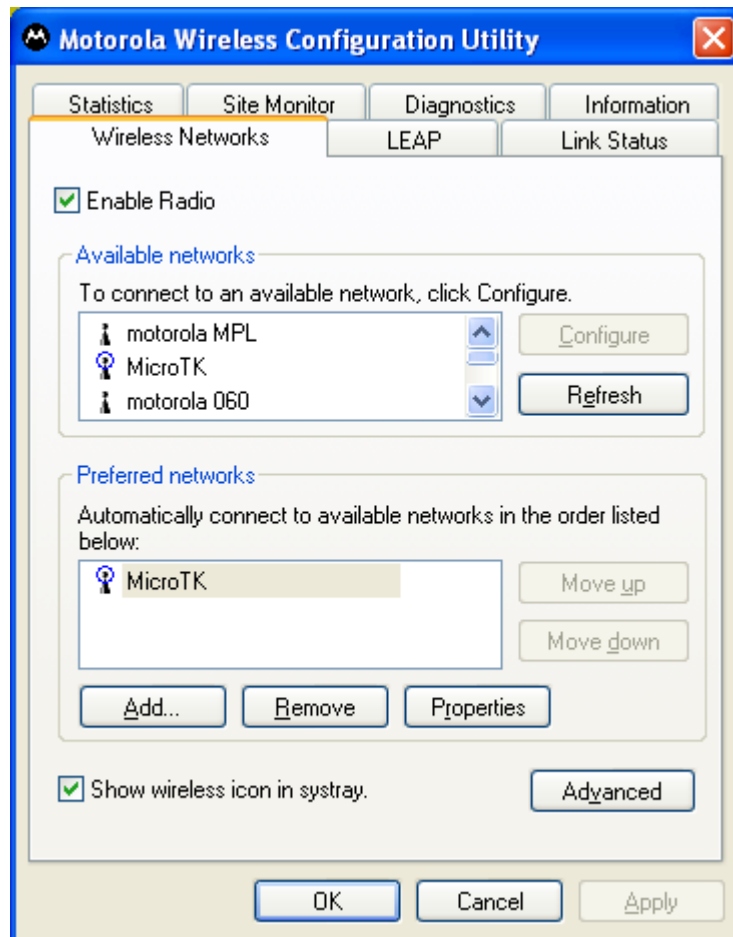 Motorola Wireless Configuration Utility
Statistics Site Monitor Diagnostics Information
Wireless Networks LEAP Link Status
Enable Radio
Available networks
To connect to an available network, click Configure.
motorola MPL
MicroTK
motorola 060
Configure
Refresh
Preferred networks
Automatically connect to available networks in the order listed
below:
MicroTK
Move up
Move down
Add... Remove Properties
Show wireless icon in systray.
Advanced
OK Cancel Apply